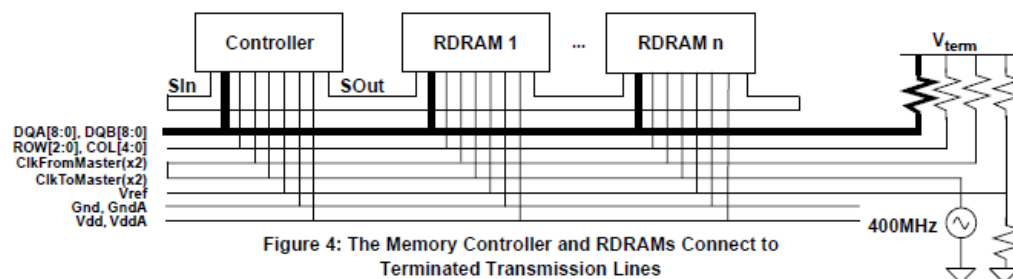 Controller
RDRAM 1
...
RDRAM n
Vterm
SIn
SOut
DQA[8:0], DQB[8:0]
ROW[2:0], COL[4:0]
ClkFromMaster(x2)
ClkToMaster(x2)
Vref
Gnd, GndA
Vdd, VddA
400MHz
Figure 4: The Memory Controller and RDRAMs Connect to
Terminated Transmission Lines